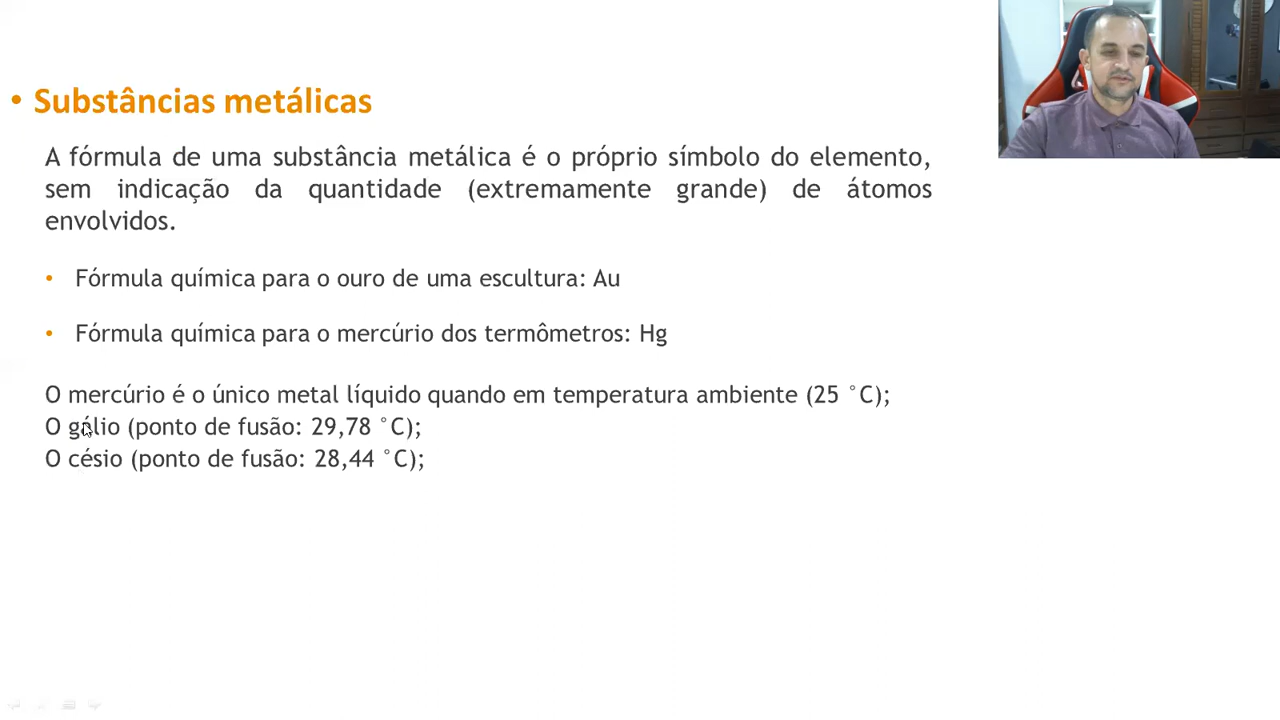 • Substâncias metálicas
A fórmula de uma substância metálica é o próprio símbolo do elemento,
sem indicação da quantidade (extremamente grande) de átomos
envolvidos.
• Fórmula química para o ouro de uma escultura: Au
• Fórmula química para o mercúrio dos termômetros: Hg
O mercúrio é o único metal líquido quando em temperatura ambiente (25 °C);
O gálio (ponto de fusão: 29,78 °C);
O césio (ponto de fusão: 28,44 °C);